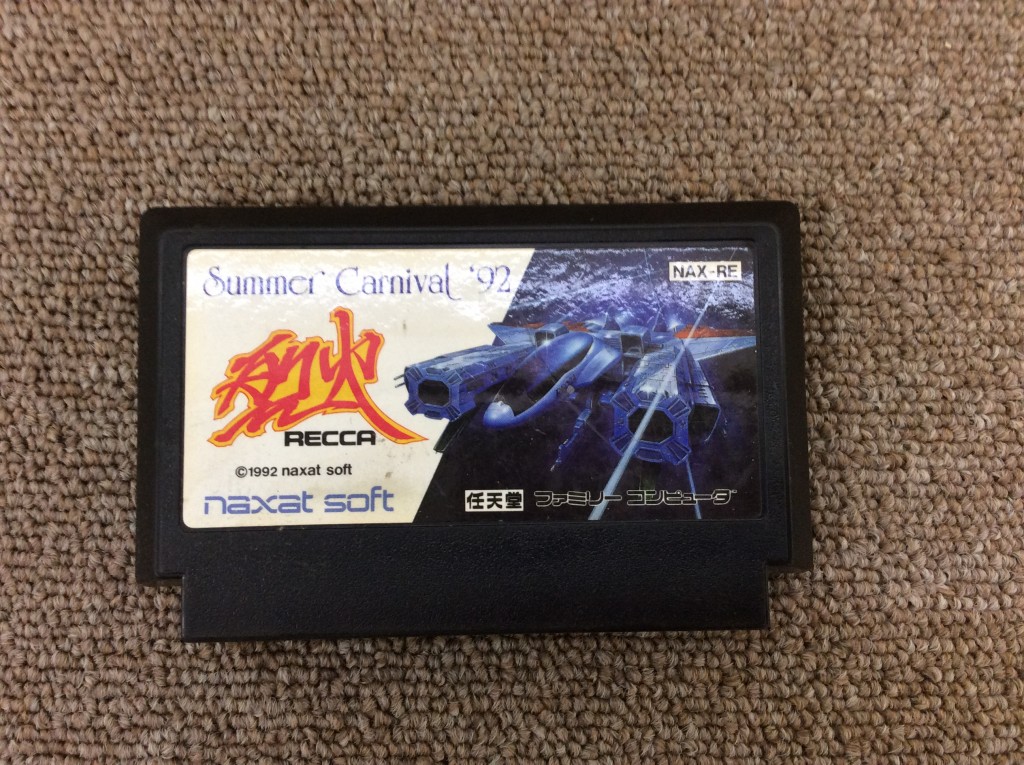 Summer Carnival '92
NAX-RE
烈火
RECCA
©1992 naxat soft
naxat soft
任天堂 ファミリーコンピュータ